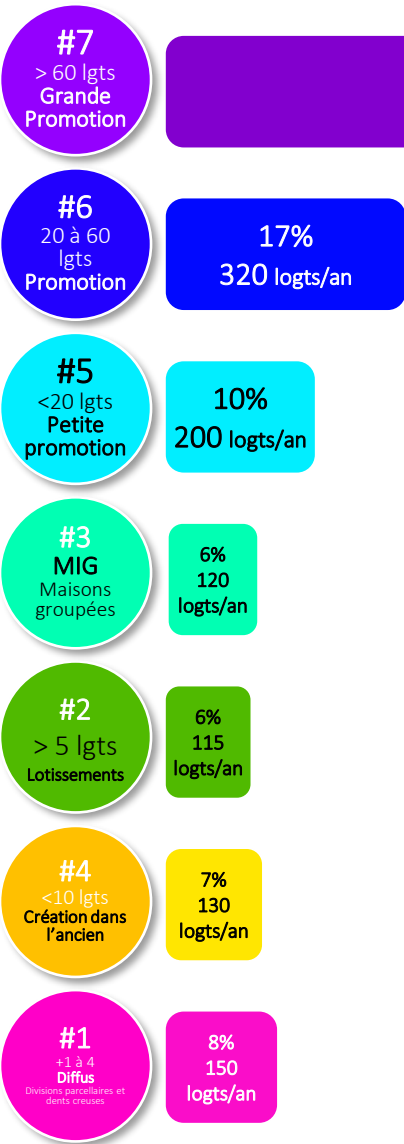 #7
> 60 lgts
Grande
Promotion
#6
20 à 60
lgts
Promotion
17%
320 logts/an
#5
<20 lgts
Petite
promotion
10%
200 logts/an
#3
MIG
Maisons
groupées
6%
120
logts/an
#2
> 5 lgts
Lotissements
6%
115
logts/an
#4
<10 lgts
Création dans
l'ancien
7%
130
logts/an
#1
+1 à 4
Diffus
Divisions parcellaires et
dents creuses
8%
150
logts/an